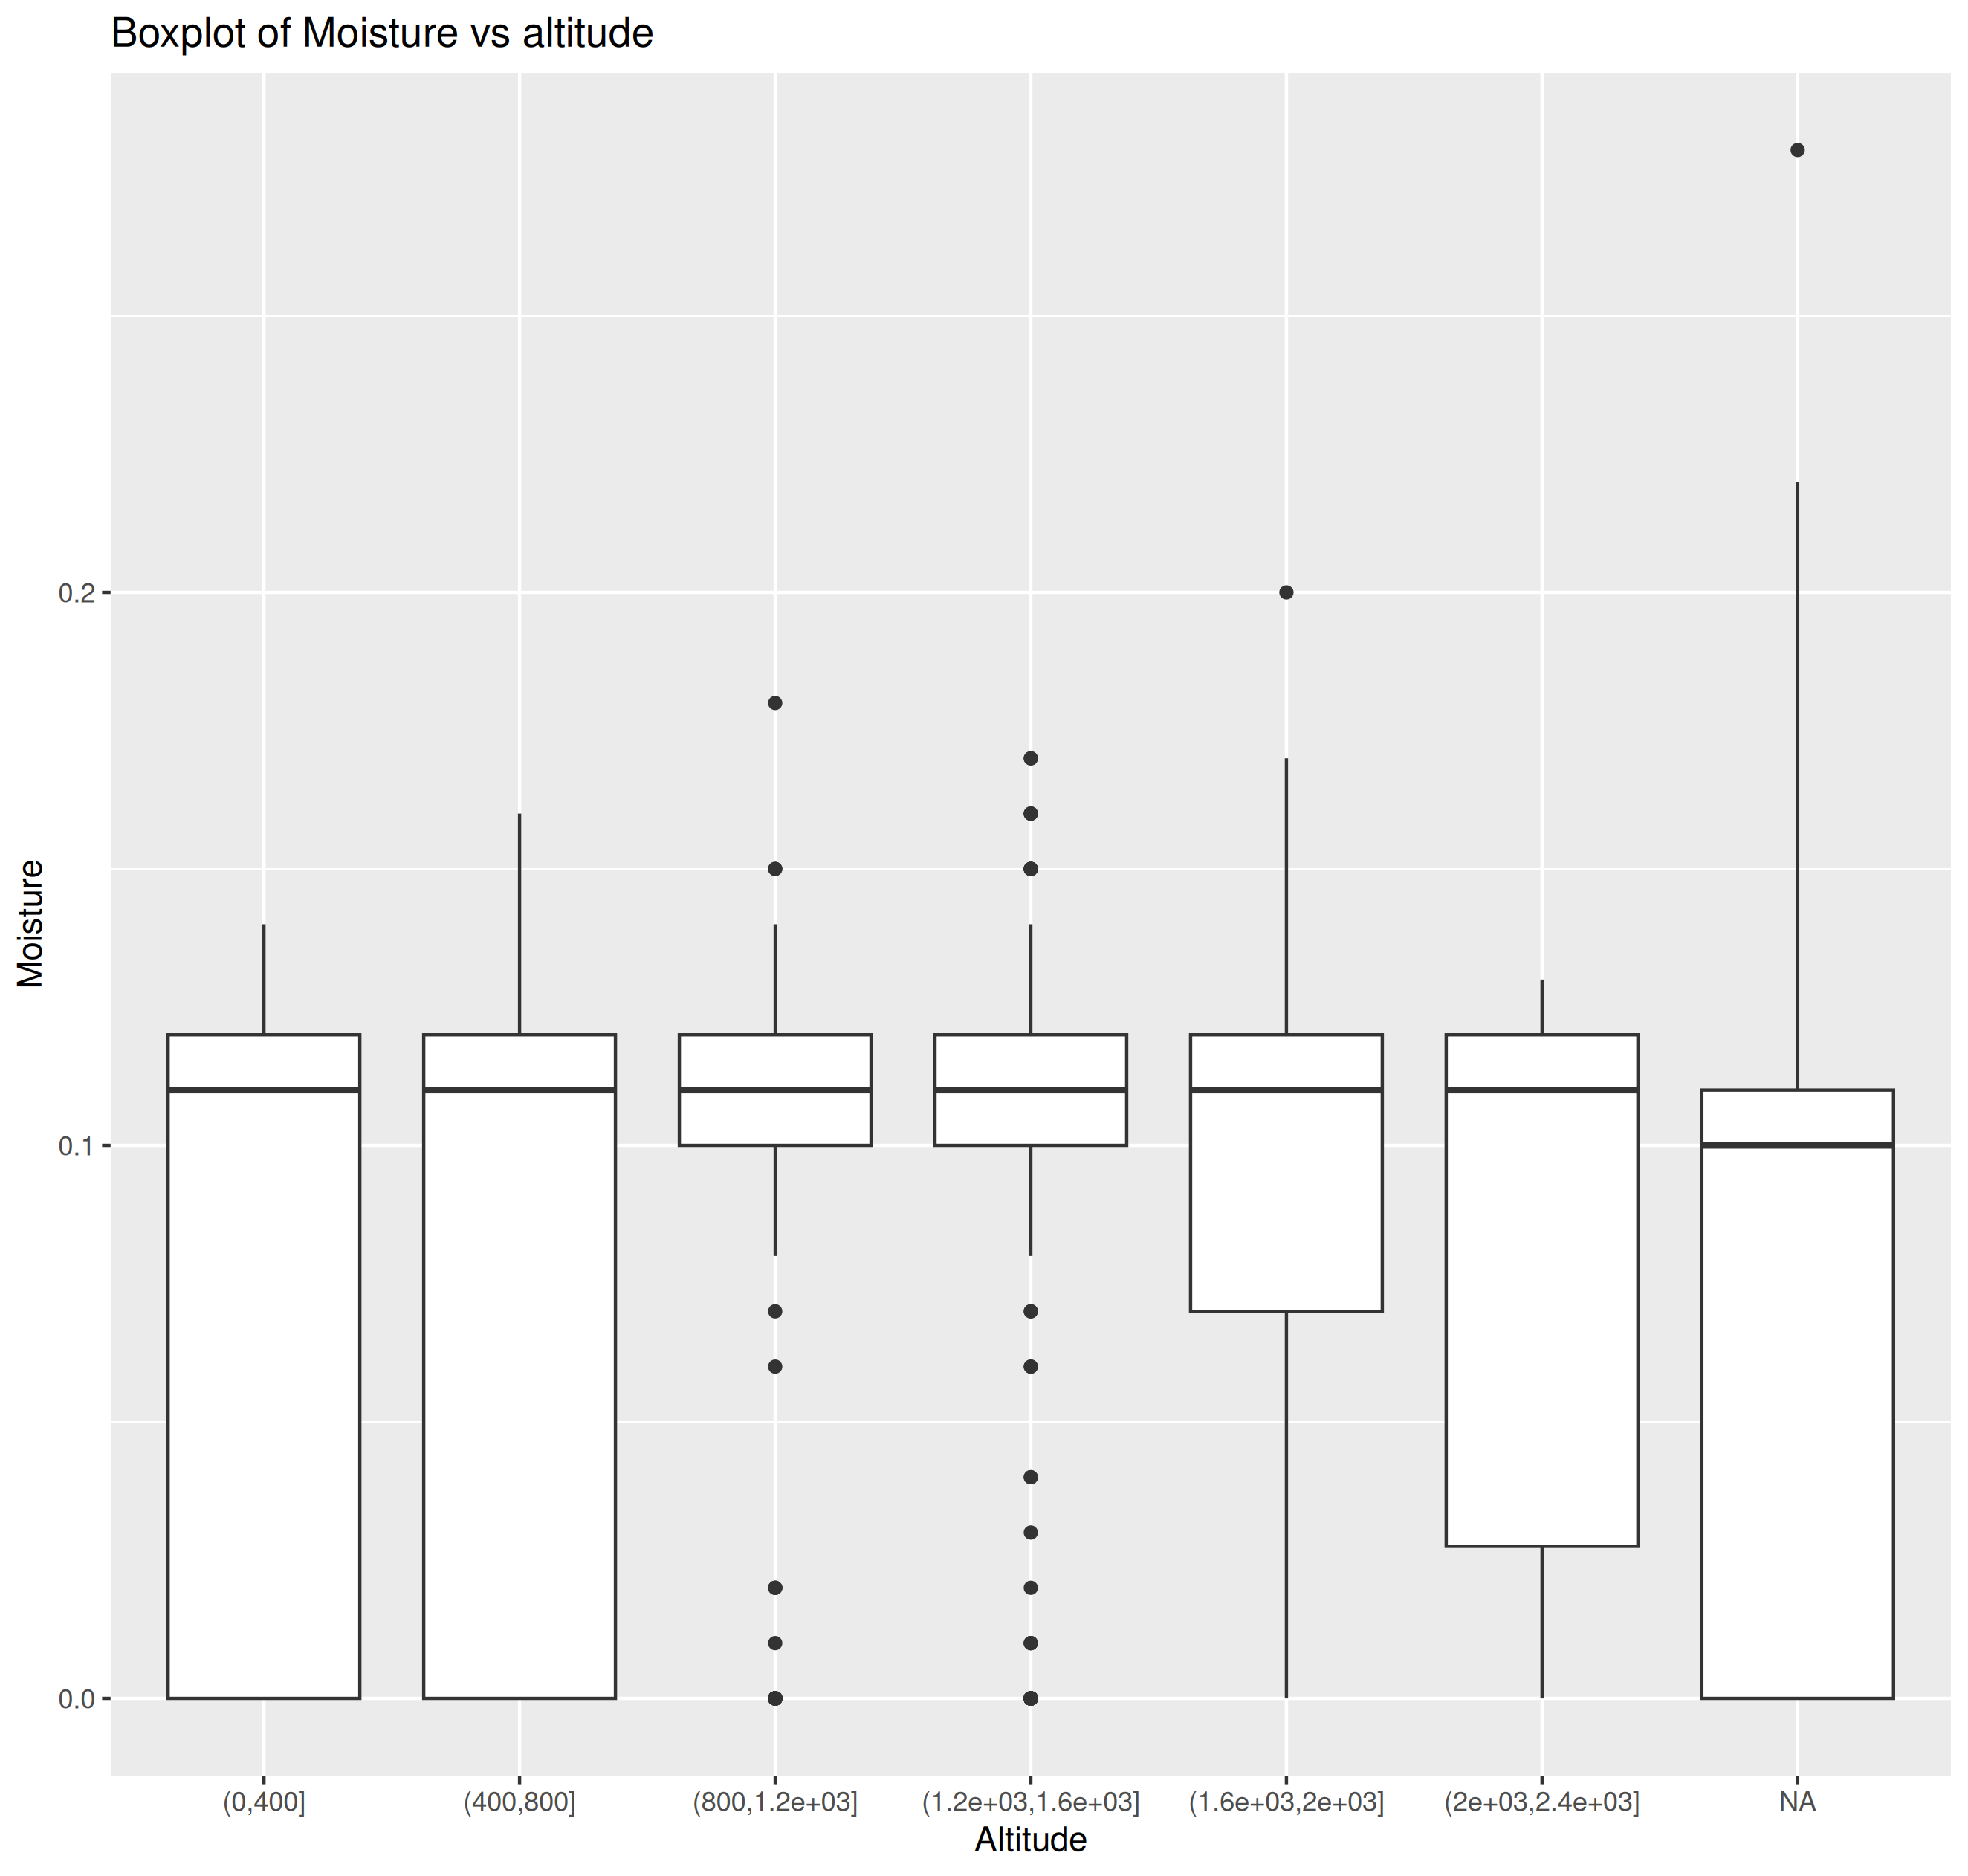 Boxplot of Moisture vs altitude
Moisture
0.2
0.1
0.0
(0,400]
(400,800]
(800,1.2e+03]
(1.2e+03,1.6e+03]
(1.6e+03,2e+03]
(2e+03,2.4e+03]
NA
Altitude